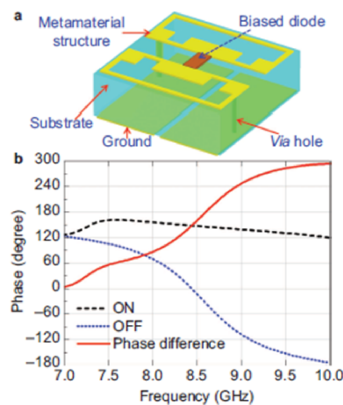 a
Metamaterial
structure
Biased diode
Substrate
Ground
Via hole
b
Phase (degree)
300
240
180
120
60
0
−60
−120
−180
ON
OFF
Phase difference
7.0 7.5 8.0 8.5 9.0 9.5 10.0
Frequency (GHz)